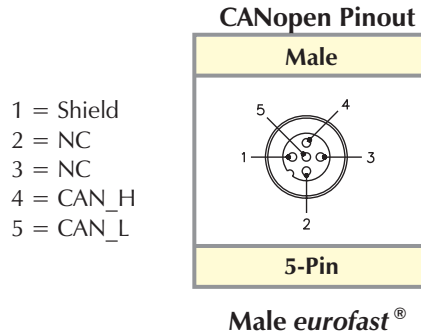 CANopen Pinout
Male
1 = Shield
2 = NC
3 = NC
4 = CAN_H
5 = CAN_L
5
4
1
3
2
5-Pin
Male eurofast ®